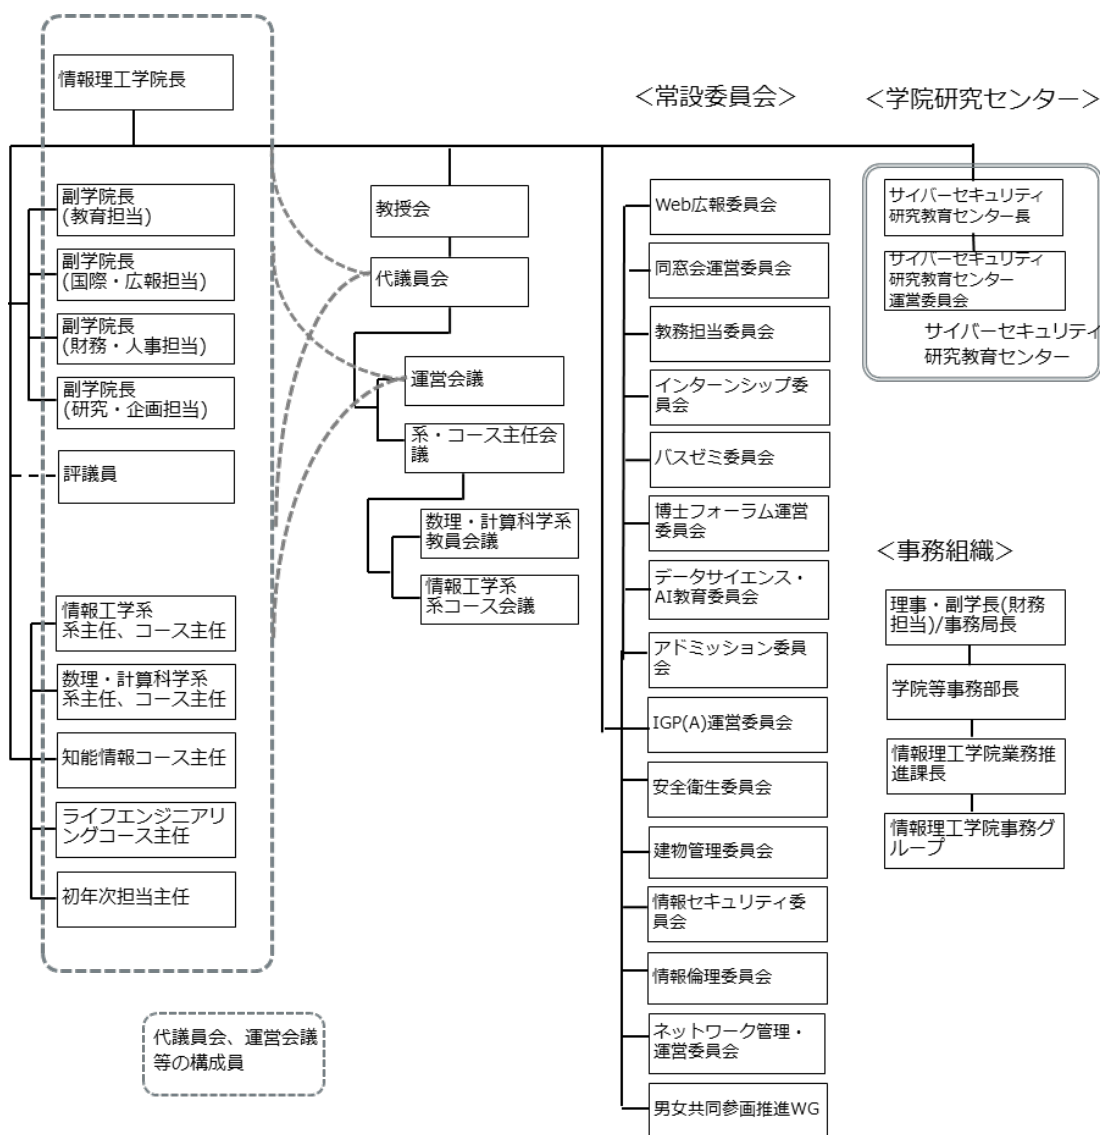 情報理工学院長
副学院長
(教育担当)
副学院長
(国際・広報担当)
副学院長
(財務・人事担当)
副学院長
(研究・企画担当)
評議員
情報工学系
系主任、コース主任
数理・計算科学系
系主任、コース主任
知能情報コース主任
ライフエンジニアリ
ングコース主任
初年次担当主任
代議員会、運営会議
等の構成員
教授会
代議員会
運営会議
系・コース主任会
議
数理・計算科学系
教員会議
情報工学系
系コース会議
＜常設委員会＞
Web広報委員会
同窓会運営委員会
教務担当委員会
インターンシップ委
員会
バスゼミ委員会
博士フォーラム運営
委員会
データサイエンス・
AI教育委員会
アドミッション委員
会
IGP(A)運営委員会
安全衛生委員会
建物管理委員会
情報セキュリティ委
員会
情報倫理委員会
ネットワーク管理・
運営委員会
男女共同参画推進WG
＜学院研究センター＞
サイバーセキュリティ
研究教育センター長
サイバーセキュリティ
研究教育センター
運営委員会
サイバーセキュリティ
研究教育センター
＜事務組織＞
理事・副学長(財務
担当)/事務局長
学院等事務部長
情報理工学院業務推
進課長
情報理工学院事務グ
ループ